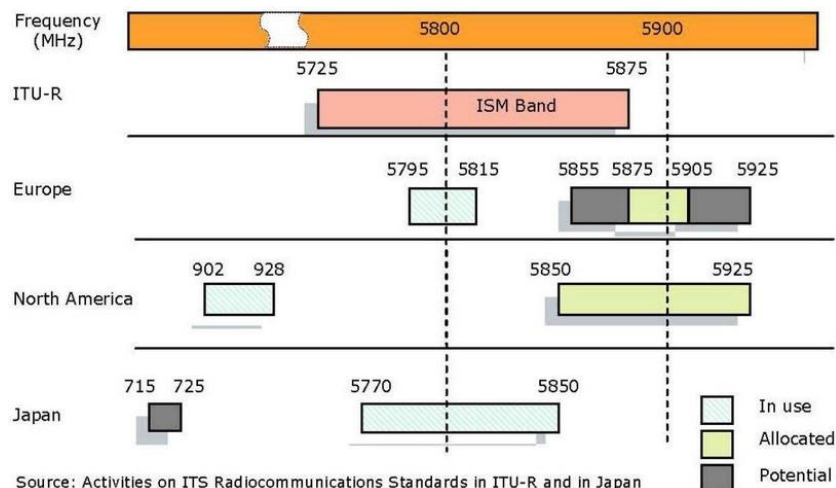 Frequency
(MHz)
5800
5900
ITU-R
5725
5875
ISM Band
Europe
5795 5815 5855 5875 5905 5925
North America
902 928 5850 5925
Japan
715 725 5770 5850
In use
Allocated
Potential
Source: Activities on ITS Radiocommunications Standards in ITU-R and in Japan